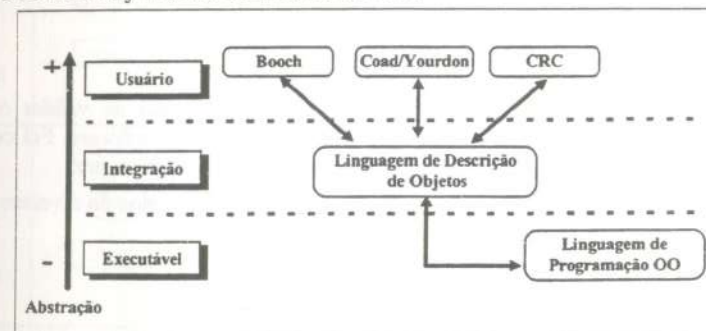 +
Usuário
Booch
Coad/Yourdon
CRC
Integração
Linguagem de Descrição
de Objetos
-
Executável
Linguagem de
Programação OO
Abstração